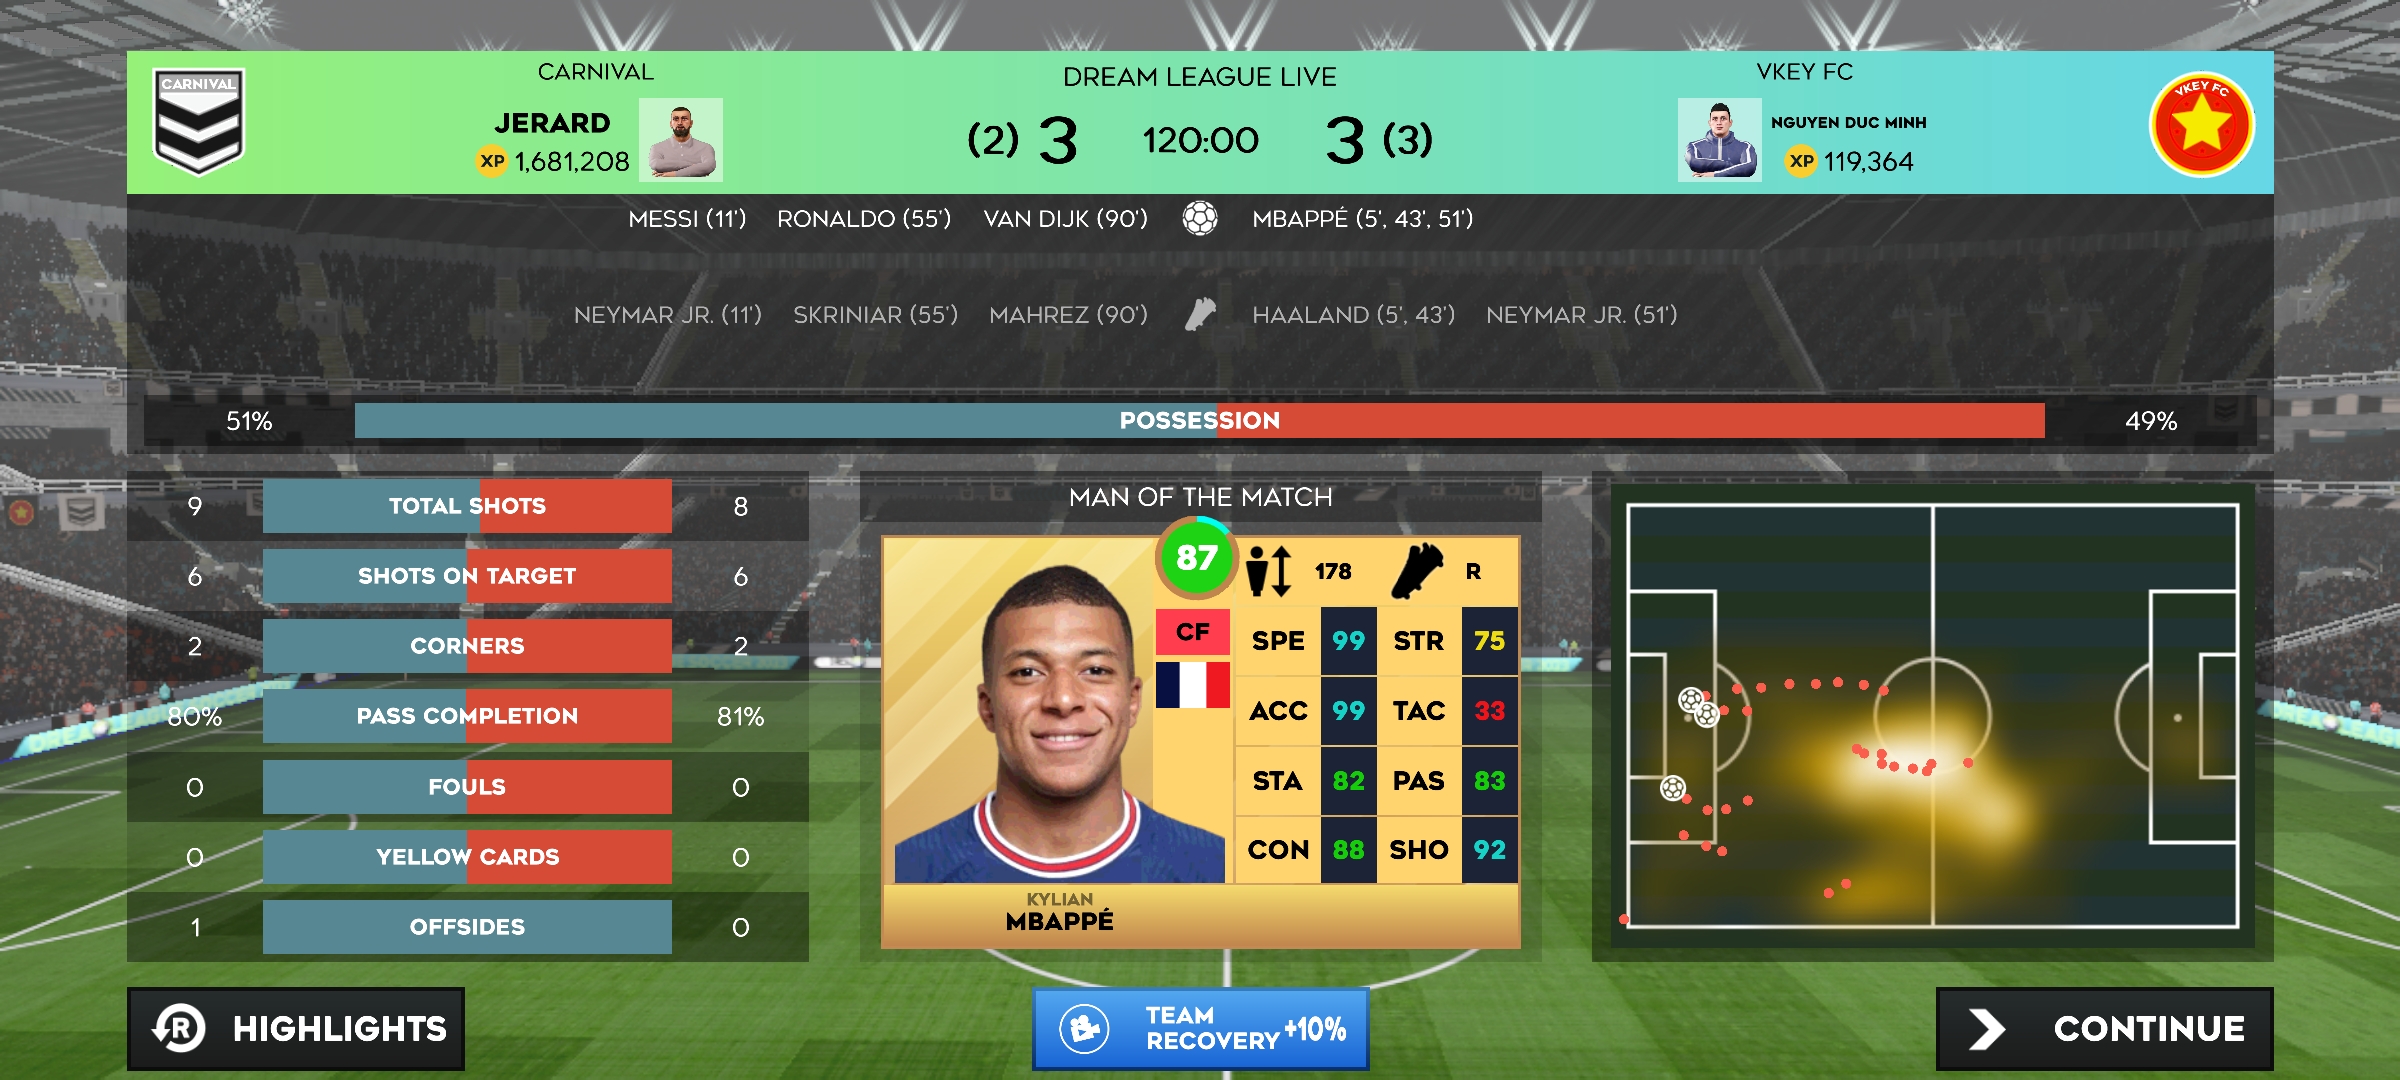 CARNIVAL
CARNIVAL
JERARD
XP 1,681,208
DREAM LEAGUE LIVE
(2) 3 120:00 3 (3)
VKEY FC
NGUYEN DUC MINH
XP 119,364
VKEY FC
MESSI (11') RONALDO (55') VAN DIJK (90') MBAPPÉ (5', 43', 51')
NEYMAR JR. (11') SKRINIAR (55') MAHREZ (90') HAALAND (5', 43') NEYMAR JR. (51')
51% POSSESSION 49%
9 TOTAL SHOTS 8
6 SHOTS ON TARGET 6
2 CORNERS 2
80% PASS COMPLETION 81%
0 FOULS 0
0 YELLOW CARDS 0
1 OFFSIDES 0
MAN OF THE MATCH
87 178 R
CF
SPE 99 STR 75
ACC 99 TAC 33
STA 82 PAS 83
CON 88 SHO 92
KYLIAN
MBAPPÉ
R HIGHLIGHTS
TEAM
RECOVERY +10%
CONTINUE